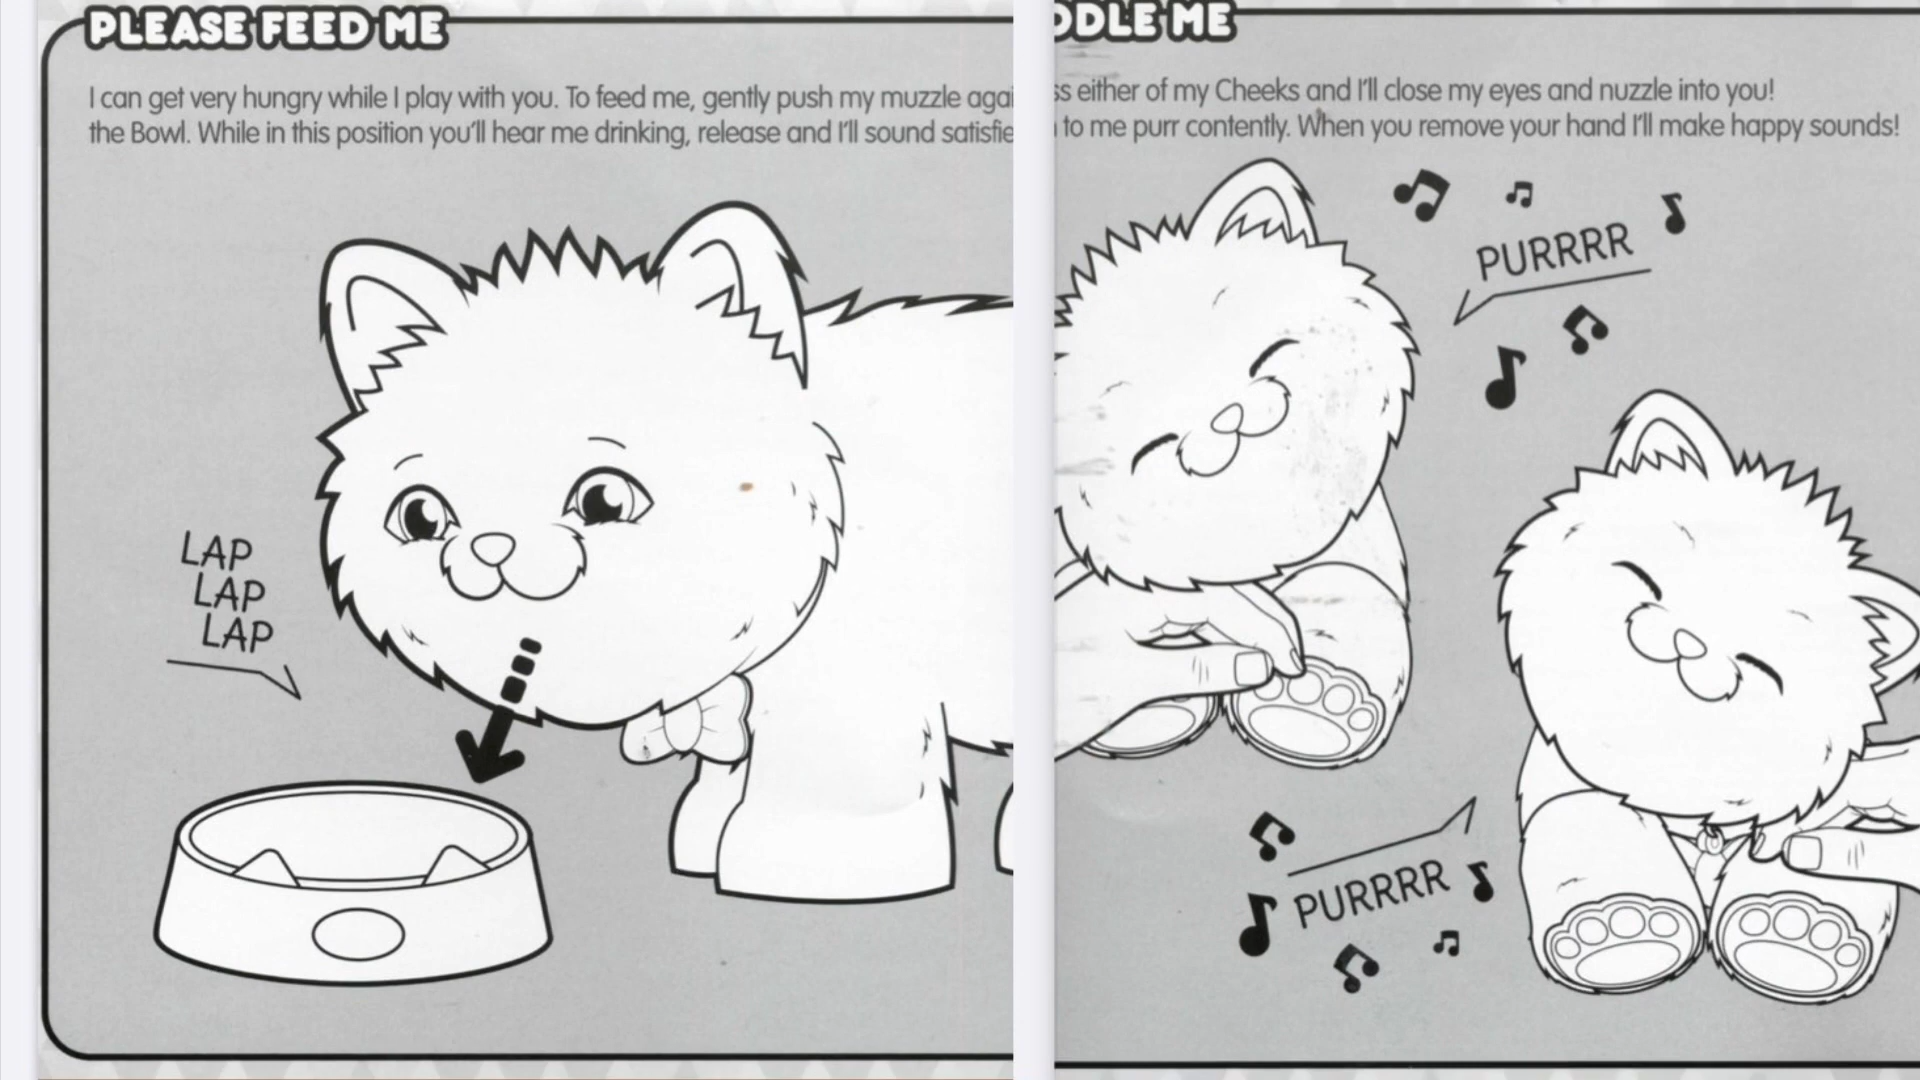 PLEASE FEED ME
I can get very hungry while I play with you. To feed me, gently push my muzzle agai
the Bowl. While in this position you'll hear me drinking, release and I'll sound satisfie
LAP
LAP
LAP
DDLE ME
ss either of my Cheeks and I'll close my eyes and nuzzle into you!
to me purr contently. When you remove your hand I'll make happy sounds!
PURRRR
PURRRR